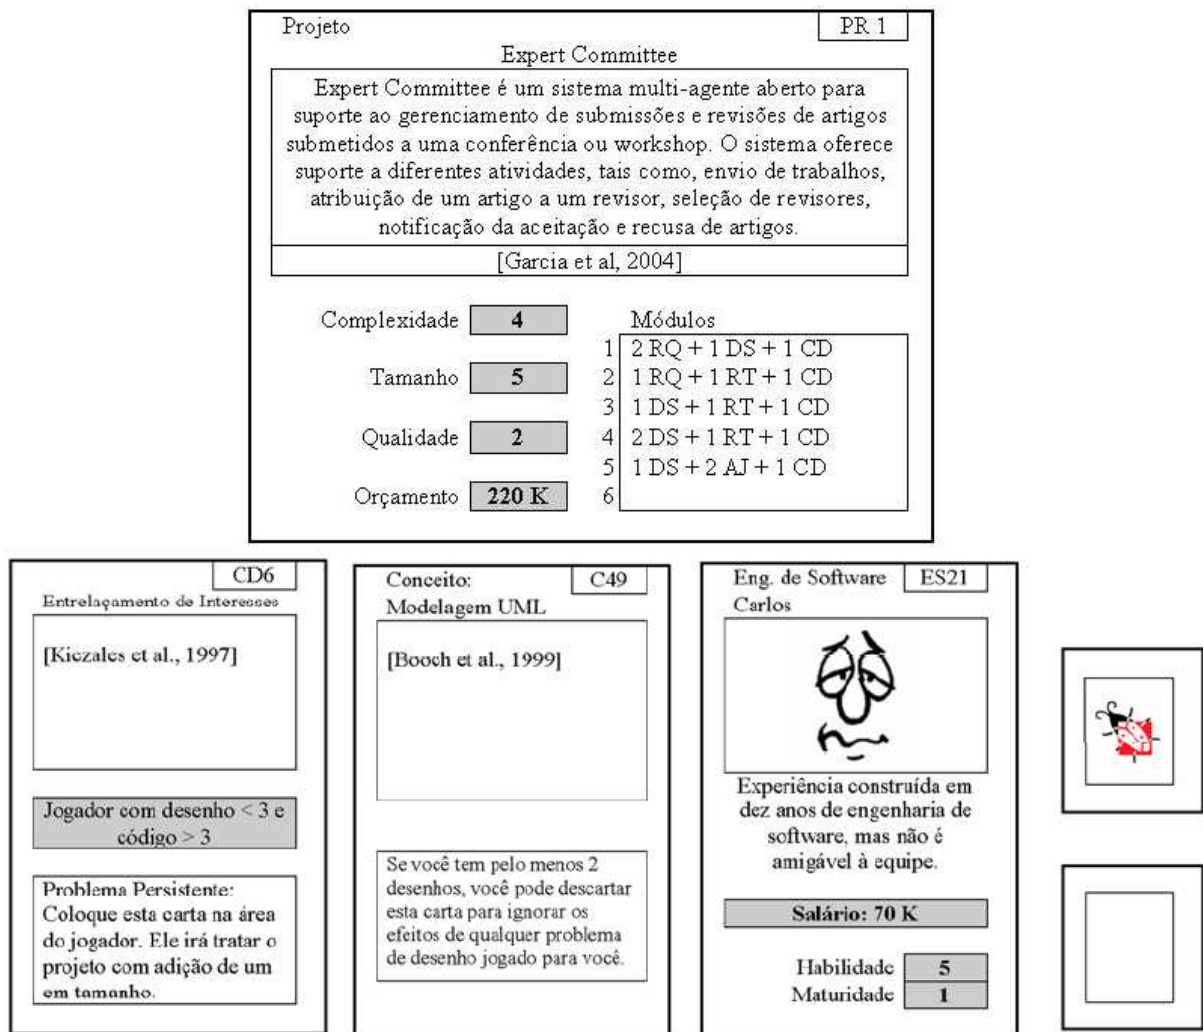 Projeto PR 1
Expert Committee
Expert Committee é um sistema multi-agente aberto para
suporte ao gerenciamento de submissões e revisões de artigos
submetidos a uma conferência ou workshop. O sistema oferece
suporte a diferentes atividades, tais como, envio de trabalhos,
atribuição de um artigo a um revisor, seleção de revisores,
notificação da aceitação e recusa de artigos.
[Garcia et al, 2004]
Complexidade 4
Tamanho 5
Qualidade 2
Orçamento 220 K
Módulos
1 2 RQ + 1 DS + 1 CD
2 1 RQ + 1 RT + 1 CD
3 1 DS + 1 RT + 1 CD
4 2 DS + 1 RT + 1 CD
5 1 DS + 2 AJ + 1 CD
6
CD6
Entrelaçamento de Interesses
[Kiczales et al., 1997]
Jogador com desenho < 3 e
código > 3
Problema Persistente:
Coloque esta carta na área
do jogador. Ele irá tratar o
projeto com adição de um
em tamanho.
Conceito: C49
Modelagem UML
[Booch et al., 1999]
Se você tem pelo menos 2
desenhos, você pode descartar
esta carta para ignorar os
efeitos de qualquer problema
de desenho jogado para você.
Eng. de Software ES21
Carlos
Experiência construída em
dez anos de engenharia de
software, mas não é
amigável à equipe.
Salário: 70 K
Habilidade 5
Maturidade 1